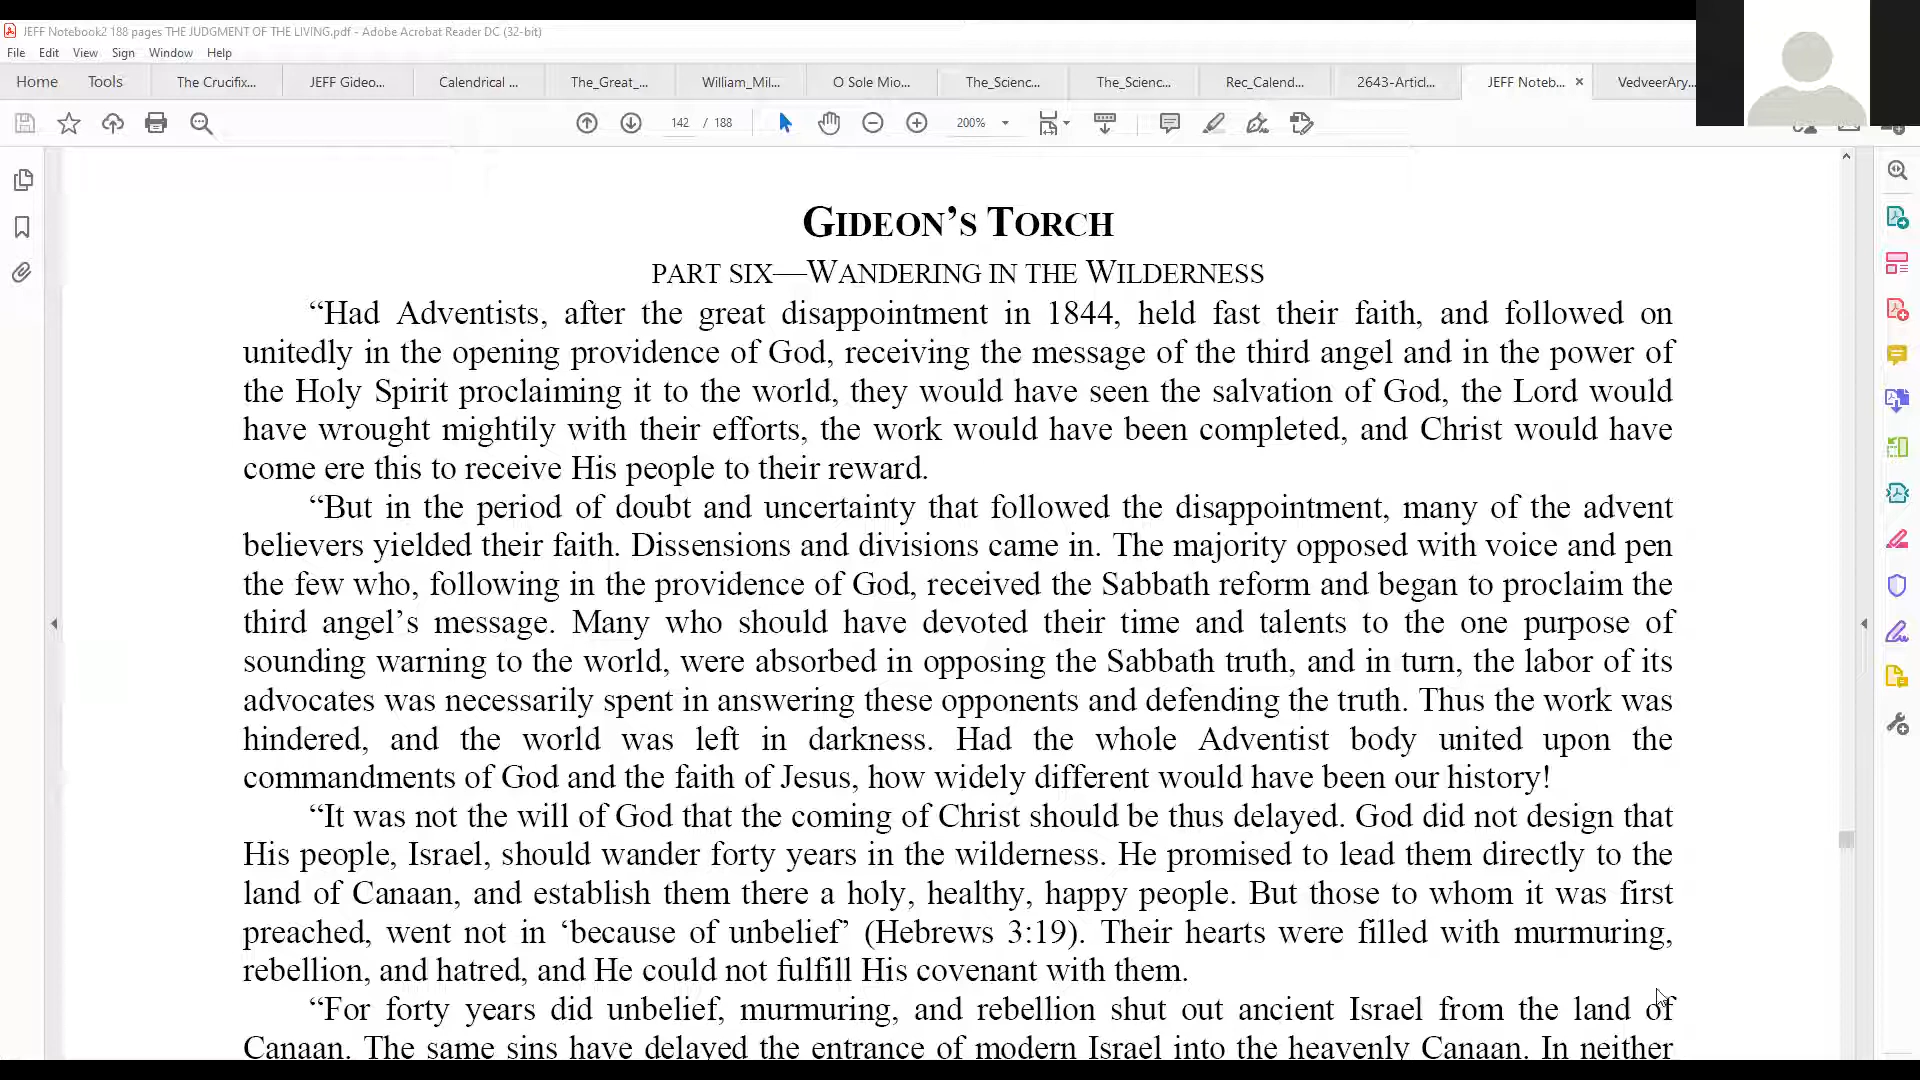 JEFF Notebook2 188 pages THE JUDGMENT OF THE LIVING.pdf - Adobe Acrobat Reader DC (32-bit)
File Edit View Sign Window Help
Home Tools The Crucifix... JEFF Gideo... Calendrical ... The_Great_... William_Mil... O Sole Mio... The_Scienc... The_Scienc... Rec_Calend... 2643-Articl... JEFF Noteb... × VedveerAry...
142 / 188 200%
GIDEON’S TORCH
PART SIX—WANDERING IN THE WILDERNESS
“Had Adventists, after the great disappointment in 1844, held fast their faith, and followed on
unitedly in the opening providence of God, receiving the message of the third angel and in the power of
the Holy Spirit proclaiming it to the world, they would have seen the salvation of God, the Lord would
have wrought mightily with their efforts, the work would have been completed, and Christ would have
come ere this to receive His people to their reward.
“But in the period of doubt and uncertainty that followed the disappointment, many of the advent
believers yielded their faith. Dissensions and divisions came in. The majority opposed with voice and pen
the few who, following in the providence of God, received the Sabbath reform and began to proclaim the
third angel’s message. Many who should have devoted their time and talents to the one purpose of
sounding warning to the world, were absorbed in opposing the Sabbath truth, and in turn, the labor of its
advocates was necessarily spent in answering these opponents and defending the truth. Thus the work was
hindered, and the world was left in darkness. Had the whole Adventist body united upon the
commandments of God and the faith of Jesus, how widely different would have been our history!
“It was not the will of God that the coming of Christ should be thus delayed. God did not design that
His people, Israel, should wander forty years in the wilderness. He promised to lead them directly to the
land of Canaan, and establish them there a holy, healthy, happy people. But those to whom it was first
preached, went not in ‘because of unbelief’ (Hebrews 3:19). Their hearts were filled with murmuring,
rebellion, and hatred, and He could not fulfill His covenant with them.
“For forty years did unbelief, murmuring, and rebellion shut out ancient Israel from the land of
Canaan. The same sins have delayed the entrance of modern Israel into the heavenly Canaan. In neither